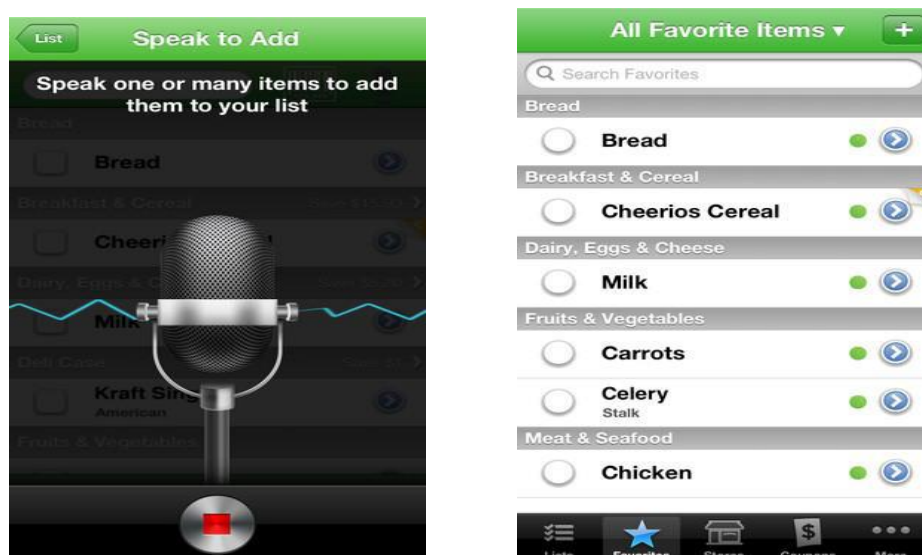 List
Speak to Add
Speak one or many items to add
them to your list
Bread
Bread
Breakfast & Cereal
Dairy, Eggs & C
Milk
Deli Case
Kraft Sin
American
Fruits & Vegetables
All Favorite Items ▾
+
Search Favorites
Bread
Bread
Breakfast & Cereal
Cheerios Cereal
Dairy, Eggs & Cheese
Milk
Fruits & Vegetables
Carrots
Celery
Stalk
Meat & Seafood
Chicken
Lists Favorites Stores Coupons More